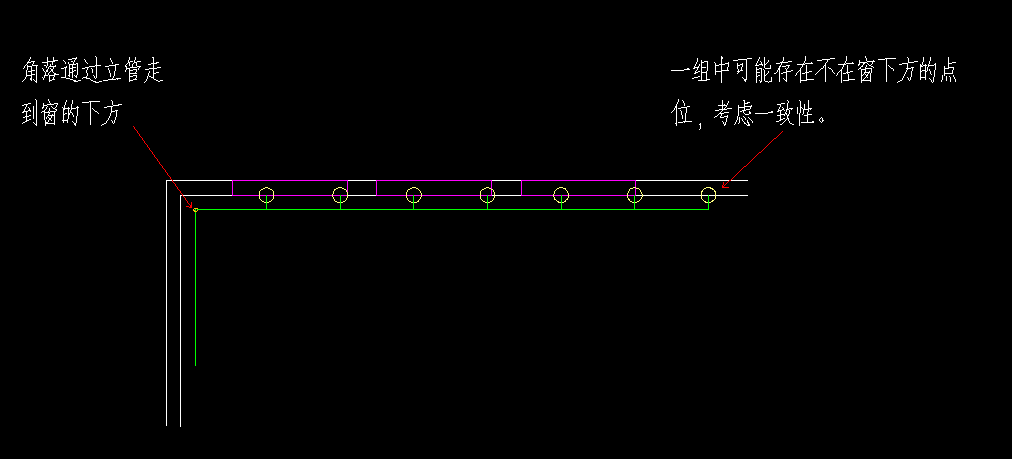 角落通过立管走
到窗的下方
一组中可能存在不在窗下方的点
位，考虑一致性。